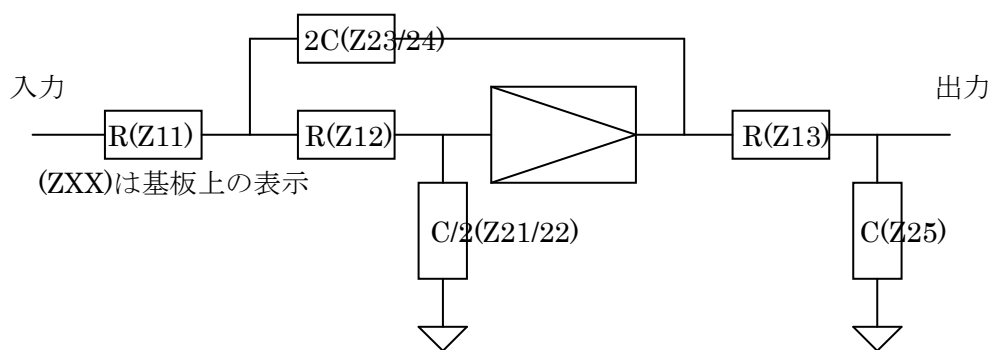 2C(Z23/24)
入力
出力
R(Z11)
R(Z12)
R(Z13)
(ZXX)は基板上の表示
C/2(Z21/22)
C(Z25)